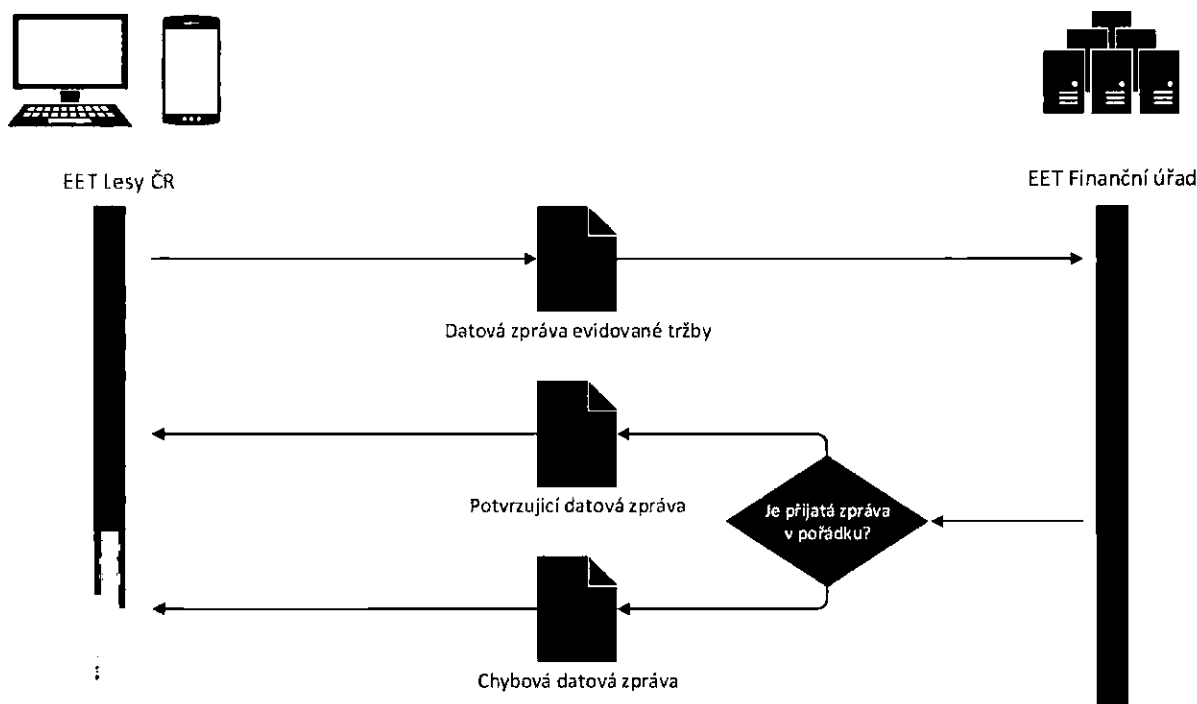 EET Lesy ČR
EET Finanční úřad
Datová zpráva evidované tržby
Potvrzující datová zpráva
Je přijatá zpráva
v pořádku?
Chybová datová zpráva